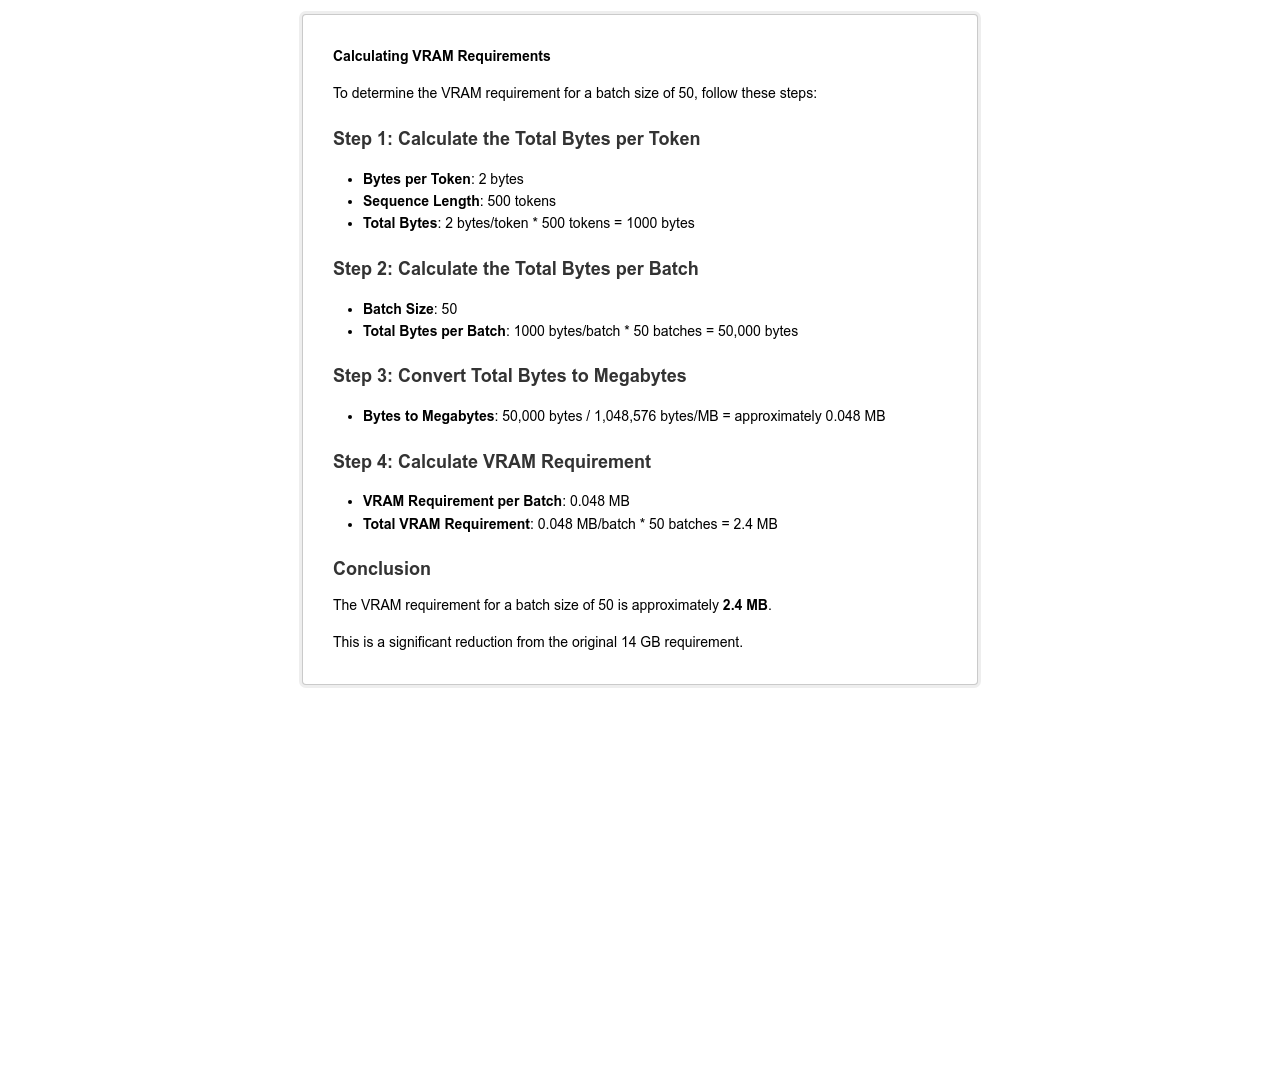 Calculating VRAM Requirements
To determine the VRAM requirement for a batch size of 50, follow these steps:
Step 1: Calculate the Total Bytes per Token
• Bytes per Token: 2 bytes
• Sequence Length: 500 tokens
• Total Bytes: 2 bytes/token * 500 tokens = 1000 bytes
Step 2: Calculate the Total Bytes per Batch
• Batch Size: 50
• Total Bytes per Batch: 1000 bytes/batch * 50 batches = 50,000 bytes
Step 3: Convert Total Bytes to Megabytes
• Bytes to Megabytes: 50,000 bytes / 1,048,576 bytes/MB = approximately 0.048 MB
Step 4: Calculate VRAM Requirement
• VRAM Requirement per Batch: 0.048 MB
• Total VRAM Requirement: 0.048 MB/batch * 50 batches = 2.4 MB
Conclusion
The VRAM requirement for a batch size of 50 is approximately 2.4 MB.
This is a significant reduction from the original 14 GB requirement.